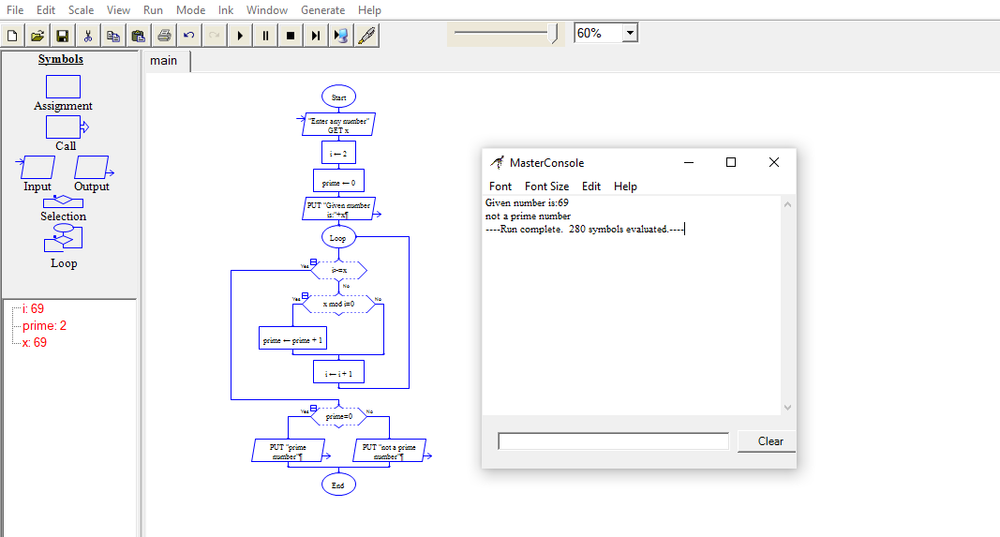 File Edit Scale View Run Mode Ink Window Generate Help
60%
Symbols
Assignment
Call
Input Output
Selection
Loop
i: 69
prime: 2
x: 69
main
Start
"Enter any number"
GET x
i ← 2
prime ← 0
PUT "Given number
is:"+x¶
Loop
i>=x
Yes
No
x mod i=0
Yes
No
prime ← prime + 1
i ← i + 1
prime=0
Yes
No
PUT "prime
number"¶
PUT "not a prime
number"¶
End
MasterConsole
Font Font Size Edit Help
Given number is:69
not a prime number
----Run complete. 280 symbols evaluated.----
Clear